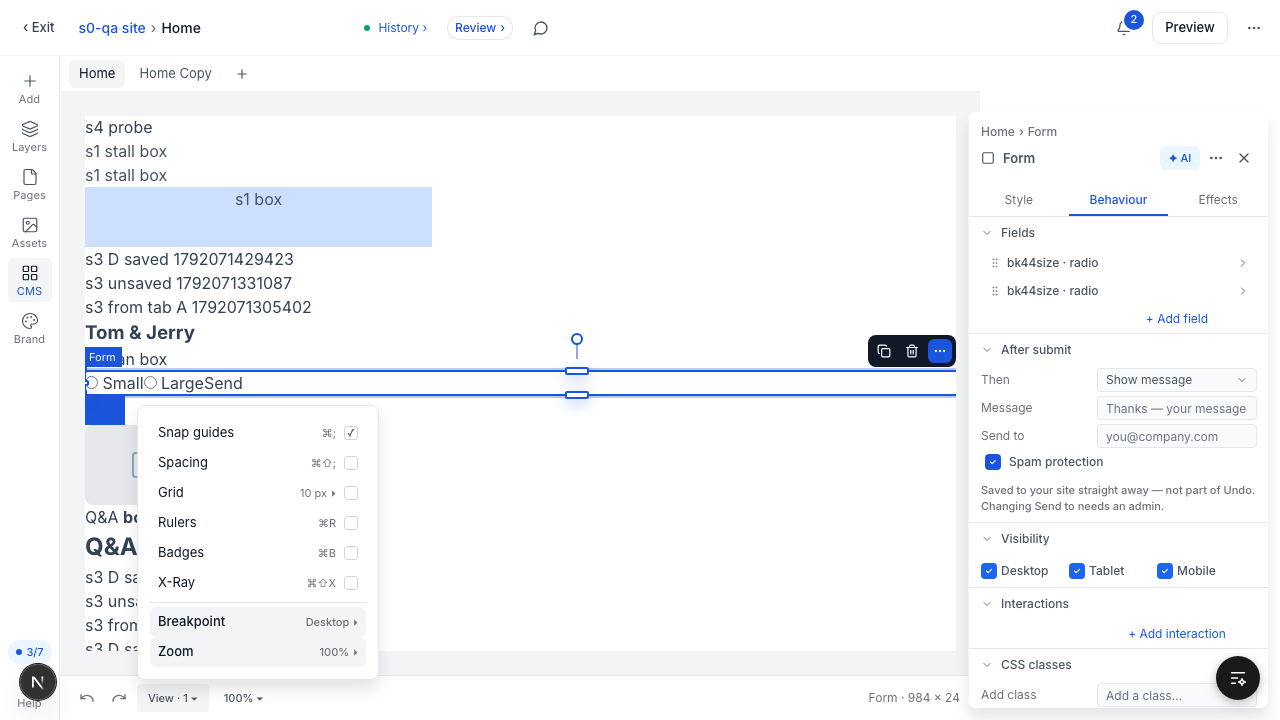 ‹ Exit
s0-qa site › Home
History ›
Review ›
2
Preview
Add
Layers
Pages
Assets
CMS
Brand
3/7
N
Help
Home
Home Copy
s4 probe
s1 stall box
s1 stall box
s1 box
s3 D saved 1792071429423
s3 unsaved 1792071331087
s3 from tab A 1792071305402
Tom & Jerry
Form
an box
Small LargeSend
Q&A
Q&A
s3 D
s3
s3
s3 D
Snap guides ⌘;
Spacing ⌘⇧;
Grid 10 px
Rulers ⌘R
Badges ⌘B
X-Ray ⌘⇧X
Breakpoint Desktop
Zoom 100%
View · 1
100%
Form · 984 × 24
Home › Form
Form
AI
Style
Behaviour
Effects
Fields
bk44size · radio
bk44size · radio
+ Add field
After submit
Then Show message
Message Thanks — your message
Send to you@company.com
Spam protection
Saved to your site straight away — not part of Undo.
Changing Send to needs an admin.
Visibility
Desktop
Tablet
Mobile
Interactions
+ Add interaction
CSS classes
Add class Add a class...